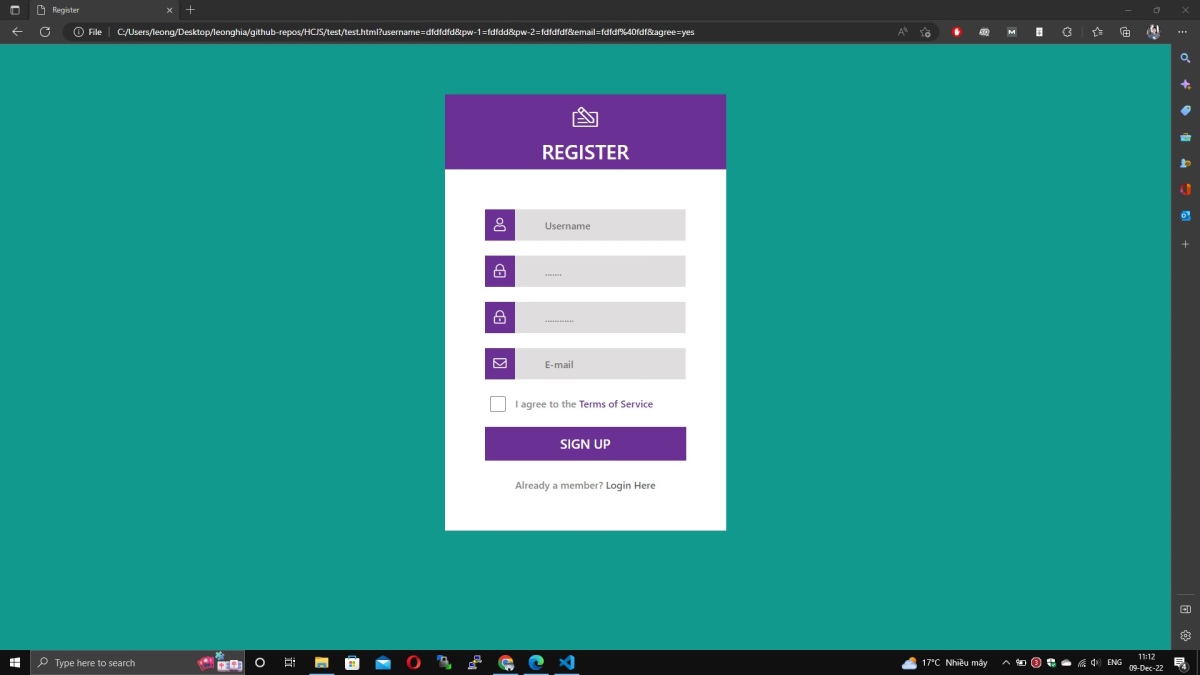 Register
File
C:/Users/leong/Desktop/leonghia/github-repos/HCJS/test/test.html?username=dfdfdfd&pw-1=fdfdd&pw-2=fdfdfdf&email=fdfdf%40fdf&agree=yes
REGISTER
Username
.......
............
E-mail
I agree to the Terms of Service
SIGN UP
Already a member? Login Here
Type here to search
17°C Nhiều mây
ENG
11:12
09-Dec-22